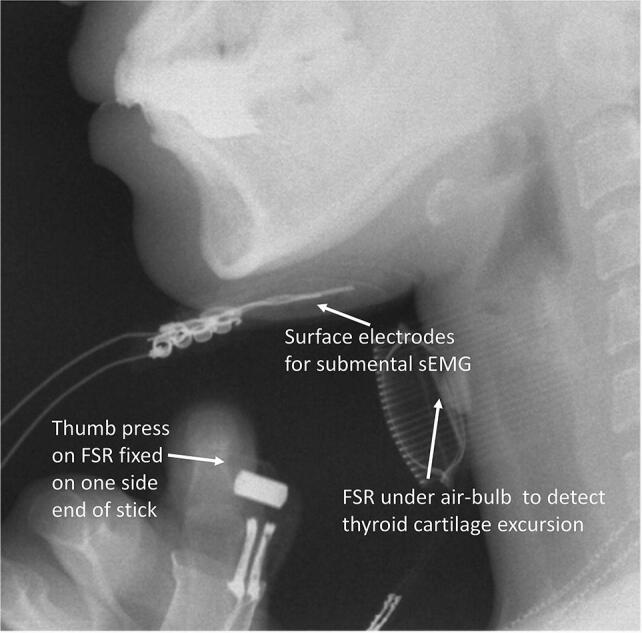 Surface electrodes
for submental sEMG
Thumb press
on FSR fixed
on one side
end of stick
FSR under air-bulb to detect
thyroid cartilage excursion